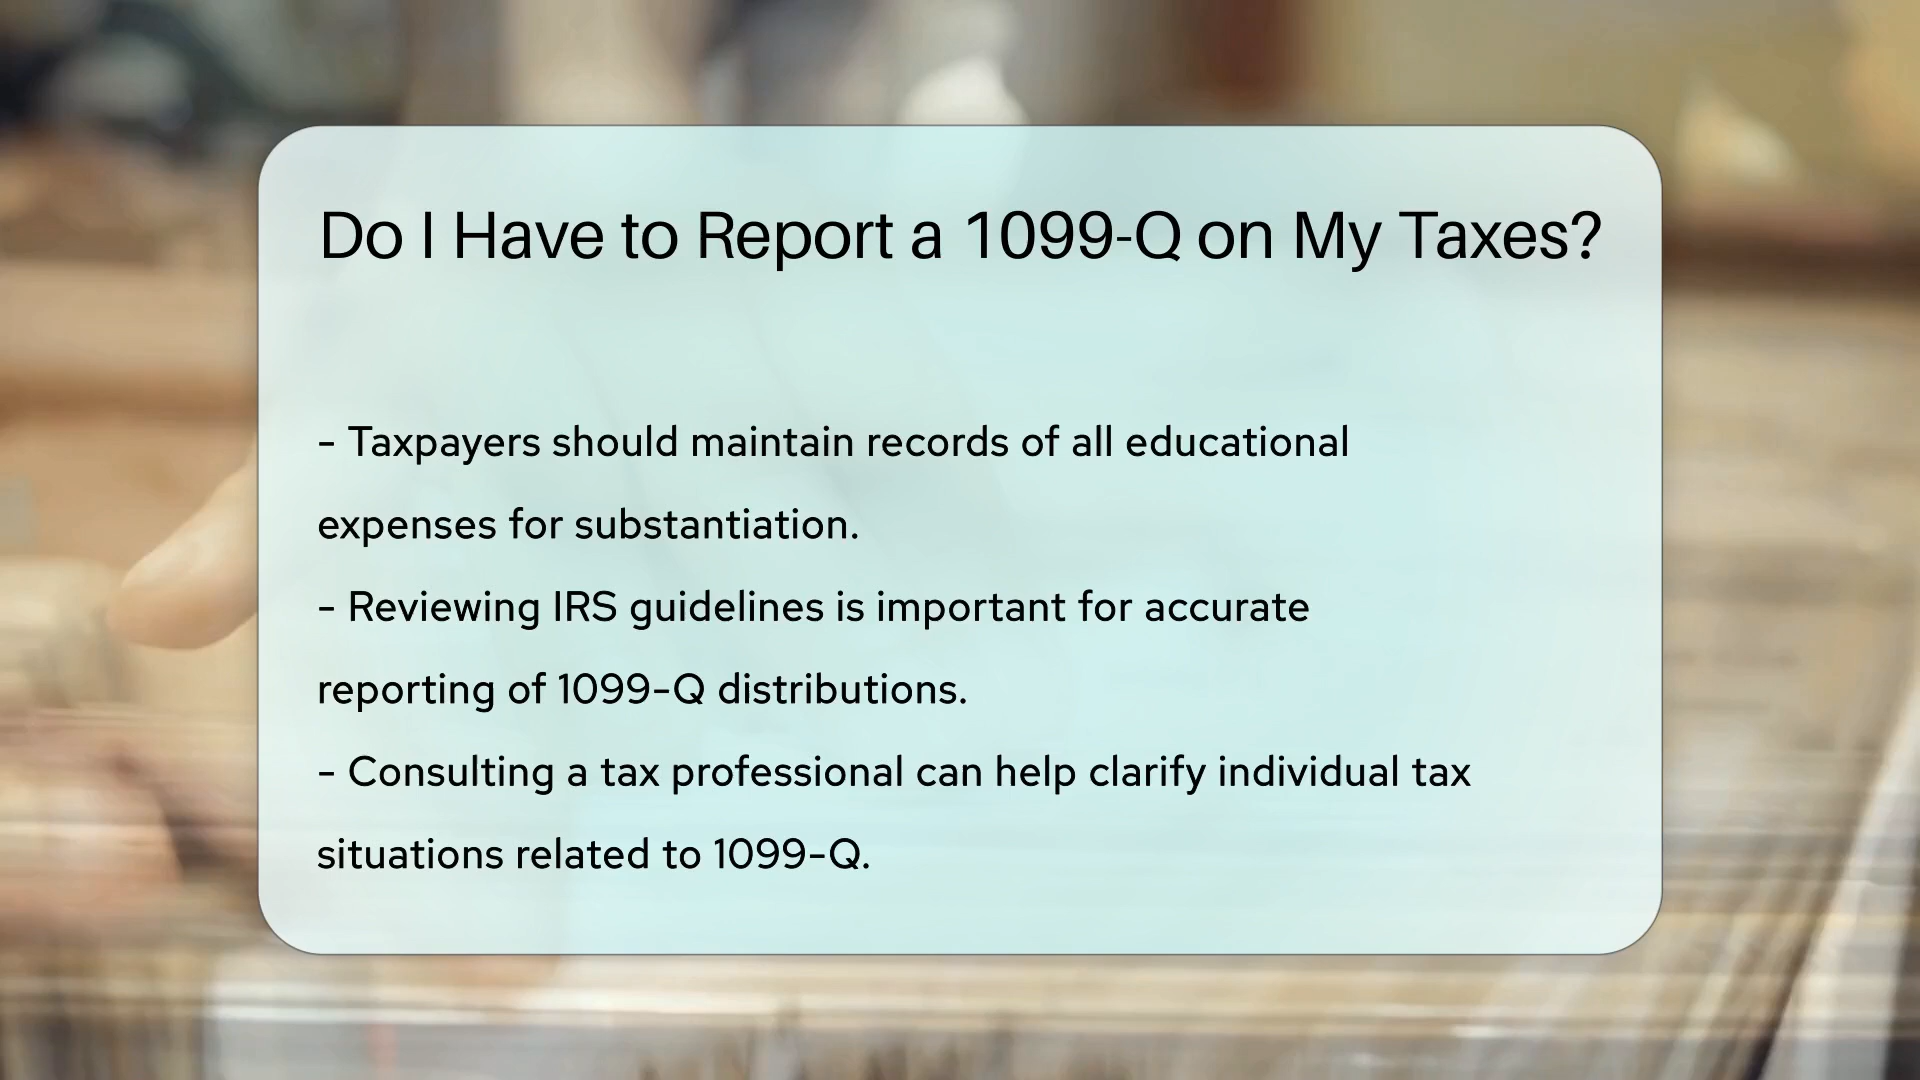 Do I Have to Report a 1099-Q on My Taxes?
- Taxpayers should maintain records of all educational
expenses for substantiation.
- Reviewing IRS guidelines is important for accurate
reporting of 1099-Q distributions.
- Consulting a tax professional can help clarify individual tax
situations related to 1099-Q.